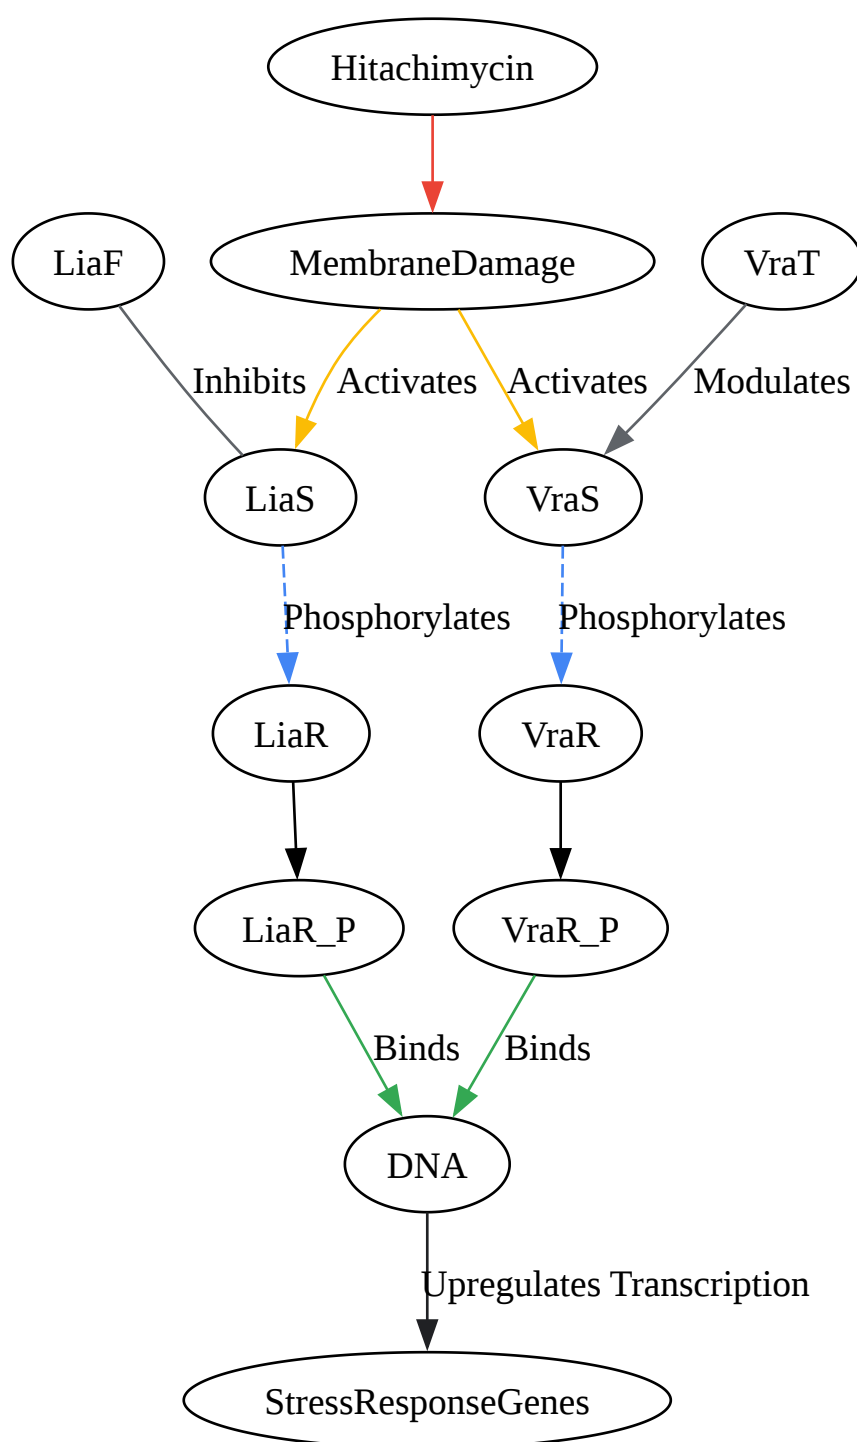 Hitachimycin
LiaF
MembraneDamage
VraT
Inhibits
Activates
Activates
Modulates
LiaS
VraS
Phosphorylates
Phosphorylates
LiaR
VraR
LiaR_P
VraR_P
Binds
Binds
DNA
Upregulates Transcription
StressResponseGenes